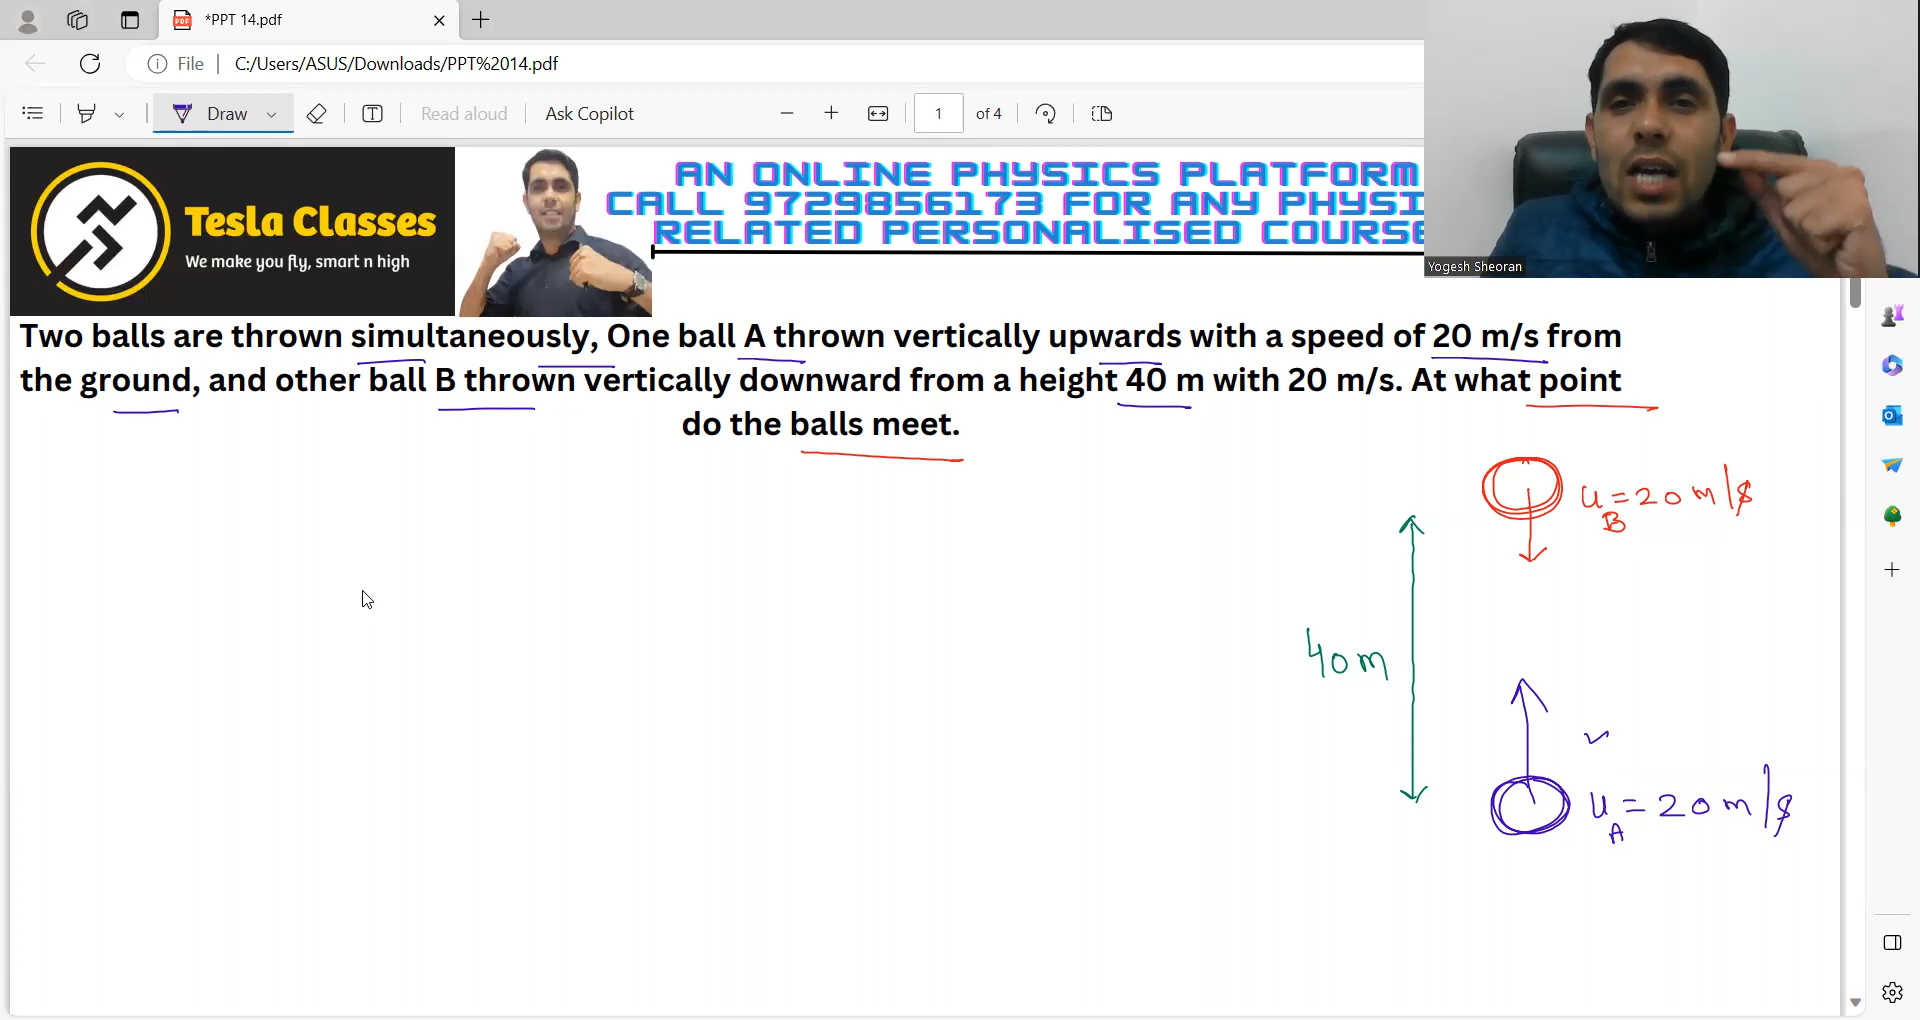 *PPT 14.pdf
File
C:/Users/ASUS/Downloads/PPT%2014.pdf
Draw
Read aloud
Ask Copilot
1
of 4
Yogesh Sheoran
Tesla Classes
We make you fly, smart n high
AN ONLINE PHYSICS PLATFORM
CALL 9729856173 FOR ANY PHYSI
RELATED PERSONALISED COURSE
Two balls are thrown simultaneously, One ball A thrown vertically upwards with a speed of 20 m/s from
the ground, and other ball B thrown vertically downward from a height 40 m with 20 m/s. At what point
do the balls meet.
u_B = 20 m/s
40 m
u_A = 20 m/s